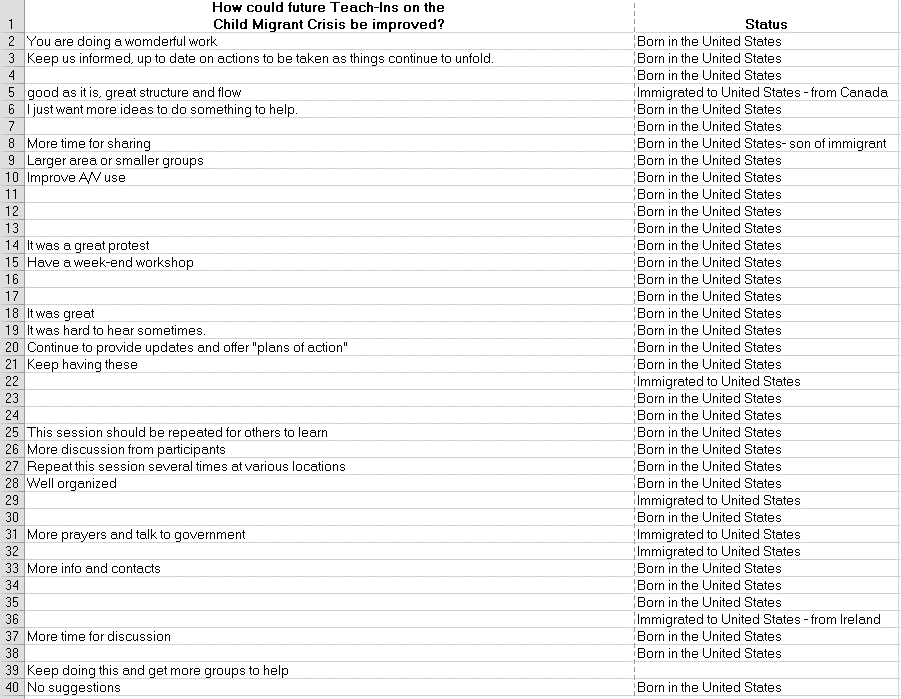 How could future Teach-Ins on the
1 Child Migrant Crisis be improved? Status
2 You are doing a womderful work Born in the United States
3 Keep us informed, up to date on actions to be taken as things continue to unfold. Born in the United States
4 Born in the United States
5 good as it is, great structure and flow Immigrated to United States - from Canada
6 I just want more ideas to do something to help. Born in the United States
7 Born in the United States
8 More time for sharing Born in the United States- son of immigrant
9 Larger area or smaller groups Born in the United States
10 Improve A/V use Born in the United States
11 Born in the United States
12 Born in the United States
13 Born in the United States
14 It was a great protest Born in the United States
15 Have a week-end workshop Born in the United States
16 Born in the United States
17 Born in the United States
18 It was great Born in the United States
19 It was hard to hear sometimes. Born in the United States
20 Continue to provide updates and offer "plans of action" Born in the United States
21 Keep having these Born in the United States
22 Immigrated to United States
23 Born in the United States
24 Born in the United States
25 This session should be repeated for others to learn Born in the United States
26 More discussion from participants Born in the United States
27 Repeat this session several times at various locations Born in the United States
28 Well organized Born in the United States
29 Immigrated to United States
30 Born in the United States
31 More prayers and talk to government Immigrated to United States
32 Immigrated to United States
33 More info and contacts Born in the United States
34 Born in the United States
35 Born in the United States
36 Immigrated to United States - from Ireland
37 More time for discussion Born in the United States
38 Born in the United States
39 Keep doing this and get more groups to help
40 No suggestions Born in the United States